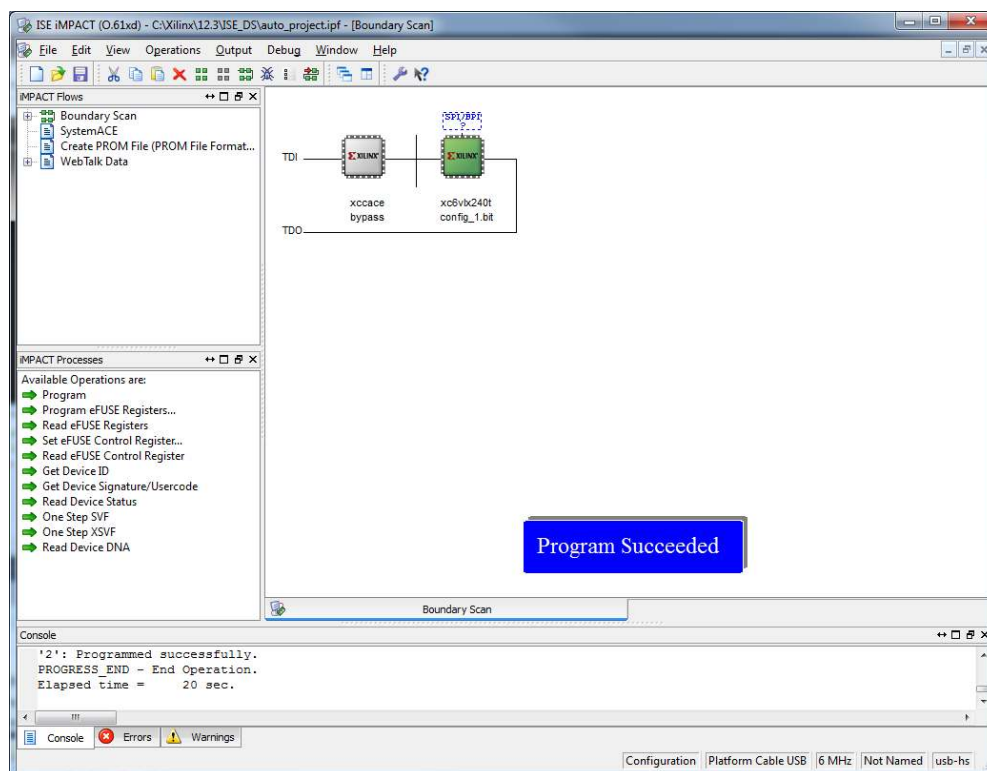 ISE iMPACT (O.61xd) - C:\Xilinx\12.3\ISE_DS\auto_project.ipf - [Boundary Scan]
File Edit View Operations Output Debug Window Help
iMPACT Flows
Boundary Scan
SystemACE
Create PROM File (PROM File Format...
WebTalk Data
SPI/BPI
?
TDI
XILINX
XILINX
xccace
bypass
xc6vlx240t
config_1.bit
TDO
iMPACT Processes
Available Operations are:
Program
Program eFUSE Registers...
Read eFUSE Registers
Set eFUSE Control Register...
Read eFUSE Control Register
Get Device ID
Get Device Signature/Usercode
Read Device Status
One Step SVF
One Step XSVF
Read Device DNA
Program Succeeded
Boundary Scan
Console
'2': Programmed successfully.
PROGRESS_END - End Operation.
Elapsed time =     20 sec.
Console Errors Warnings
Configuration Platform Cable USB 6 MHz Not Named usb-hs